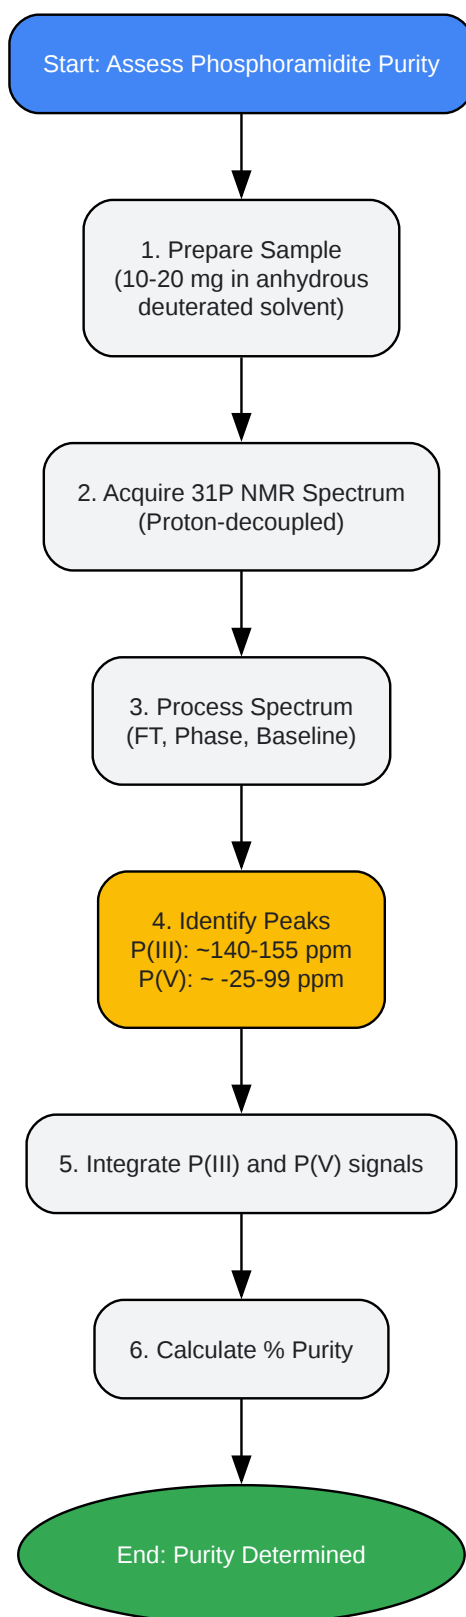 Start: Assess Phosphoramidite Purity
1. Prepare Sample
(10-20 mg in anhydrous
deuterated solvent)
2. Acquire 31P NMR Spectrum
(Proton-decoupled)
3. Process Spectrum
(FT, Phase, Baseline)
4. Identify Peaks
P(III): ~140-155 ppm
P(V): ~ -25-99 ppm
5. Integrate P(III) and P(V) signals
6. Calculate % Purity
End: Purity Determined